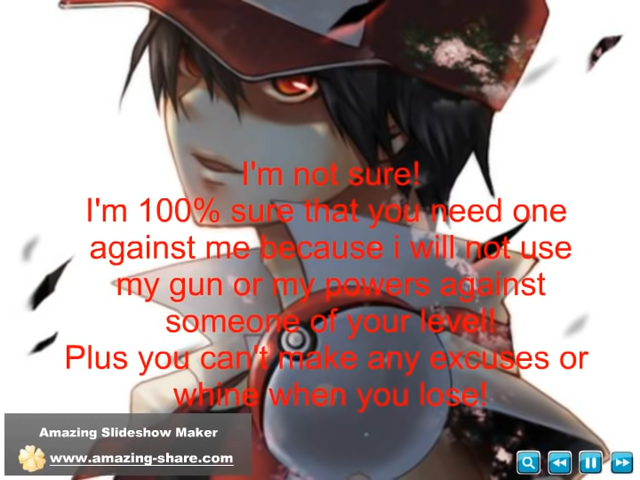 I'm not sure!
I'm 100% sure that you need one
against me because i will not use
my gun or my powers against
someone of your level!
Plus you can't make any excuses or
whine when you lose!
Amazing Slideshow Maker
www.amazing-share.com